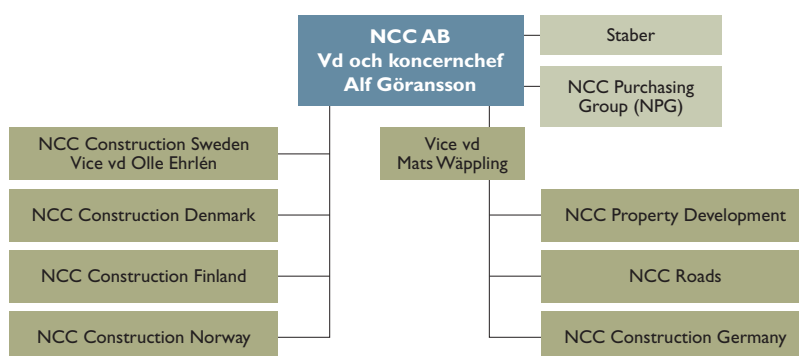 NCC AB
Vd och koncernchef
Alf Göransson
Staber
NCC Purchasing
Group (NPG)
NCC Construction Sweden
Vice vd Olle Ehrlén
Vice vd
Mats Wäppling
NCC Construction Denmark
NCC Property Development
NCC Construction Finland
NCC Roads
NCC Construction Norway
NCC Construction Germany